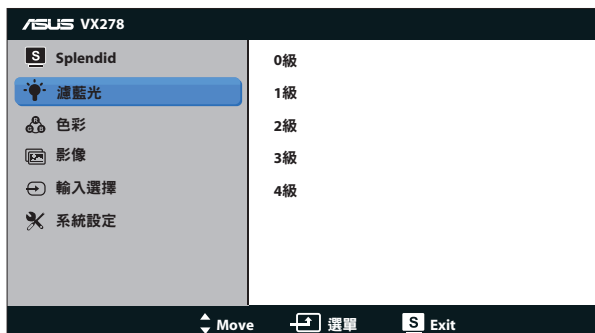 ASUS VX278
S Splendid
濾藍光
色彩
影像
輸入選擇
系統設定
0級
1級
2級
3級
4級
Move 選單 S Exit